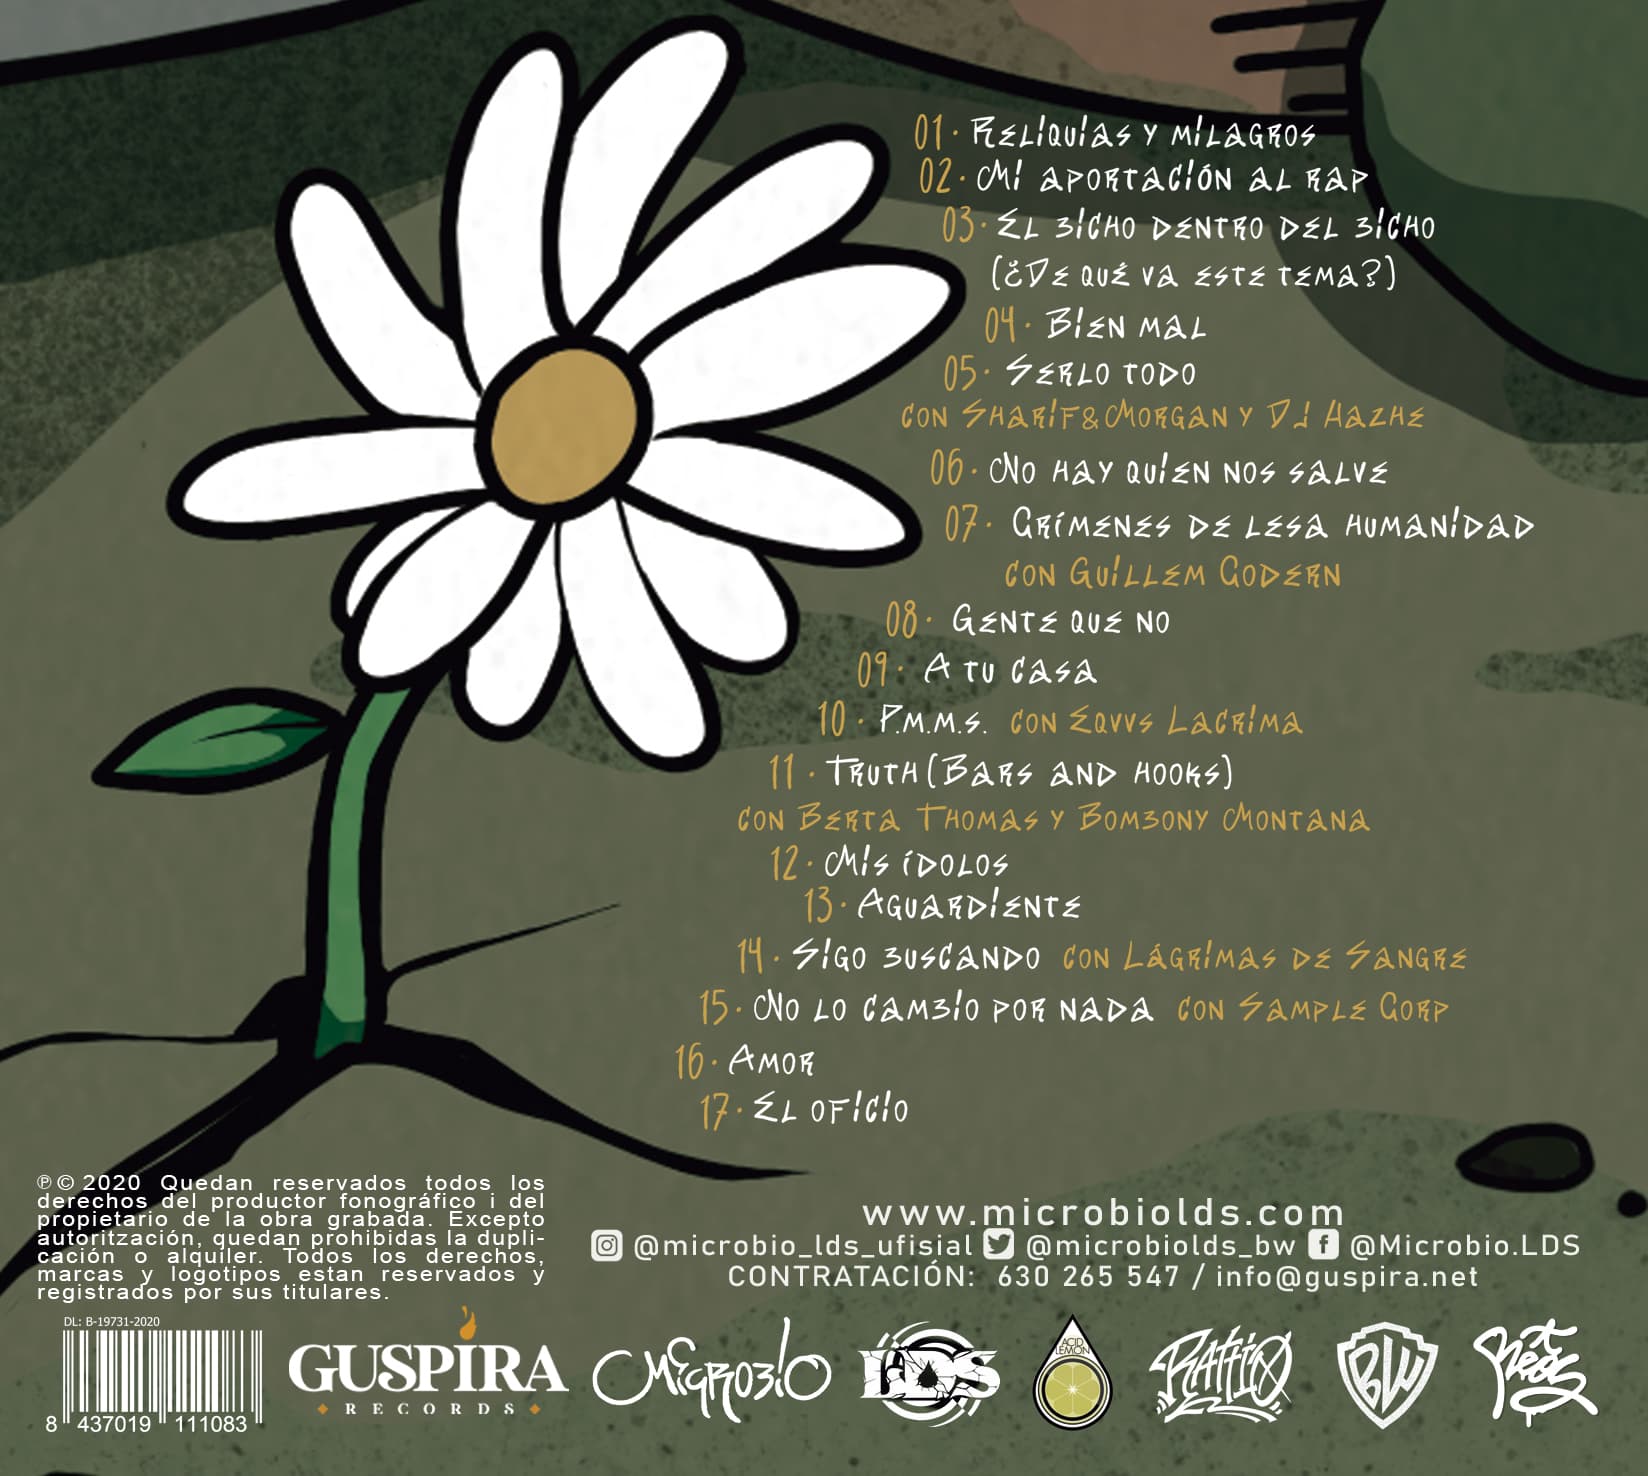 01 · Reliquias y milagros
02 · Mi aportación al rap
03 · El bicho dentro del bicho
(¿De qué va este tema?)
04 · Bien mal
05 · Serlo todo
con Sharif & Morgan y DJ Hazhe
06 · No hay quien nos salve
07 · Crímenes de lesa humanidad
con Guillem Codern
08 · Gente que no
09 · A tu casa
10 · P.M.M.S. con Eqvvs Lacrima
11 · Truth (Bars and hooks)
con Berta Thomas y Bombony Montana
12 · Mis ídolos
13 · Aguardiente
14 · Sigo buscando con Lágrimas de Sangre
15 · No lo cambio por nada con Sample Corp
16 · Amor
17 · El oficio
℗ © 2020 Quedan reservados todos los
derechos del productor fonográfico i del
propietario de la obra grabada. Excepto
autoritzación, quedan prohibidas la dupli-
cación o alquiler. Todos los derechos,
marcas y logotipos estan reservados y
registrados por sus titulares.
www.microbiolds.com
@microbio_lds_ufisial @microbiolds_bw @Microbio.LDS
CONTRATACIÓN: 630 265 547 / info@guspira.net
DL: B-19731-2020
8 437019 111083
GUSPIRA
RECORDS
Microbio
LDS
ACID
LEMON
BW